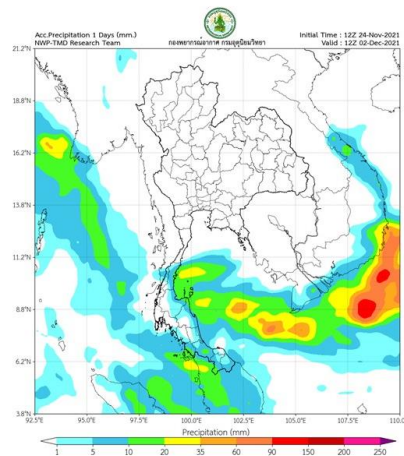 Acc.Precipitation 1 Days (mm.)
NWP-TMD Research Team
กองพยากรณ์อากาศ กรมอุตุนิยมวิทยา
Initial Time : 12Z 24-Nov-2021
Valid : 12Z 02-Dec-2021
21.2°N
18.8°N
16.2°N
13.8°N
11.2°N
8.8°N
6.2°N
3.8°N
92.5°E 95.0°E 97.5°E 100.0°E 102.5°E 105.0°E 107.5°E 110.0°E
Precipitation (mm)
1 5 10 20 35 60 90 150 200 250